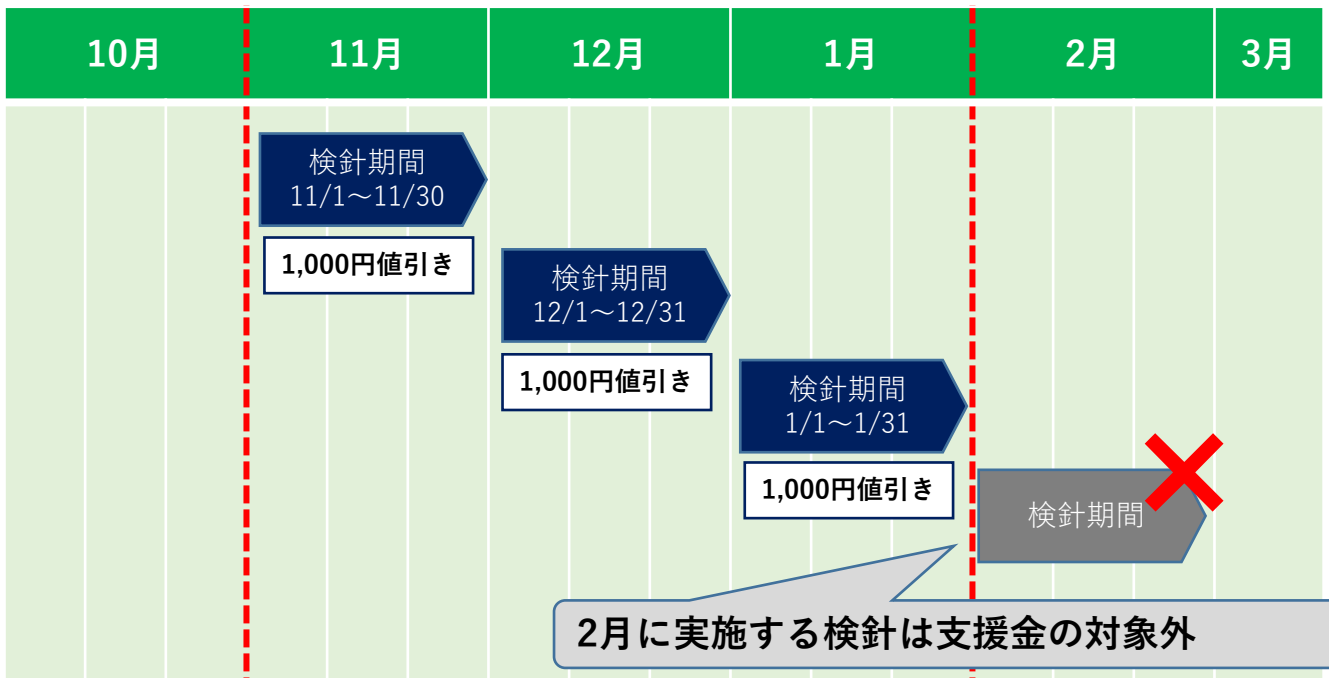 10月 11月 12月 1月 2月 3月
検針期間
11/1～11/30
1,000円値引き
検針期間
12/1～12/31
1,000円値引き
検針期間
1/1～1/31
1,000円値引き
検針期間
2月に実施する検針は支援金の対象外